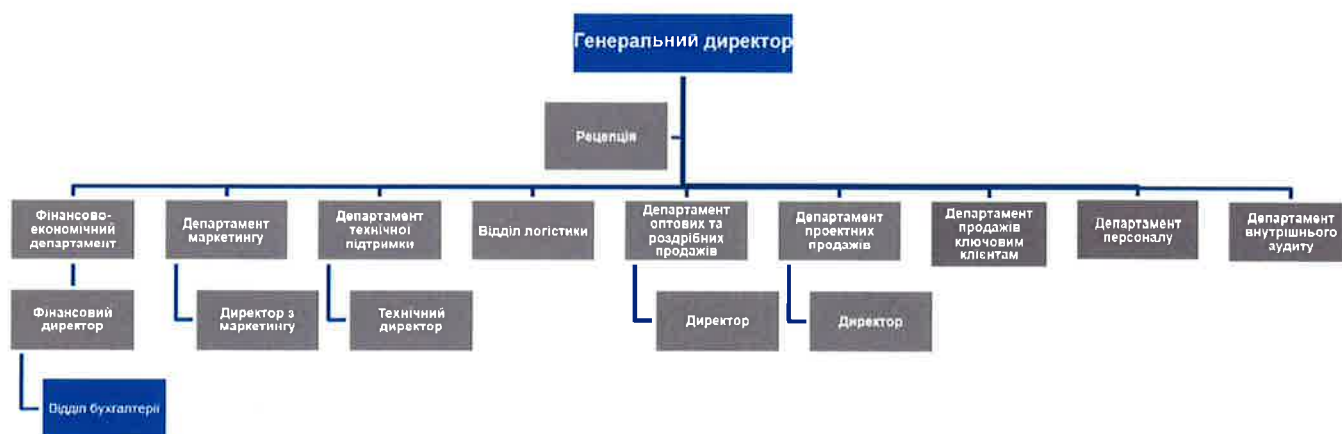 Генеральний директор
Рецепція
Фінансово-
економічний
департамент
Департамент
маркетингу
Департамент
технічної
підтримки
Відділ логістики
Департамент
оптових та
роздрібних
продажів
Департамент
проектних
продажів
Департамент
продажів
ключовим
клієнтам
Департамент
персоналу
Департамент
внутрішнього
аудиту
Фінансовий
директор
Директор з
маркетингу
Технічний
директор
Директор
Директор
Відділ бухгалтерії